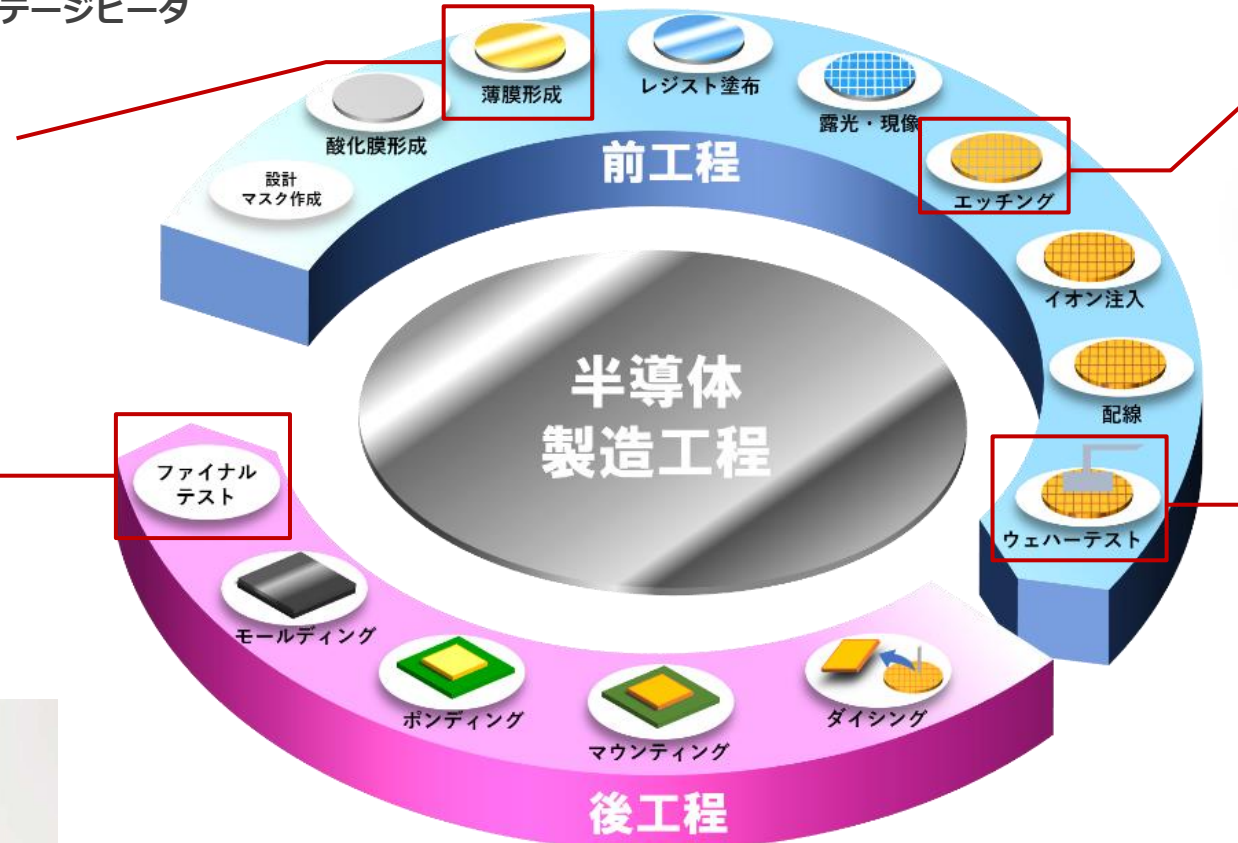 テージヒータ
前工程
設計
マスク作成
酸化膜形成
薄膜形成
レジスト塗布
露光・現像
エッチング
イオン注入
配線
ウェハーテスト
半導体
製造工程
ダイシング
マウンティング
ポンディング
モールディング
ファイナル
テスト
後工程